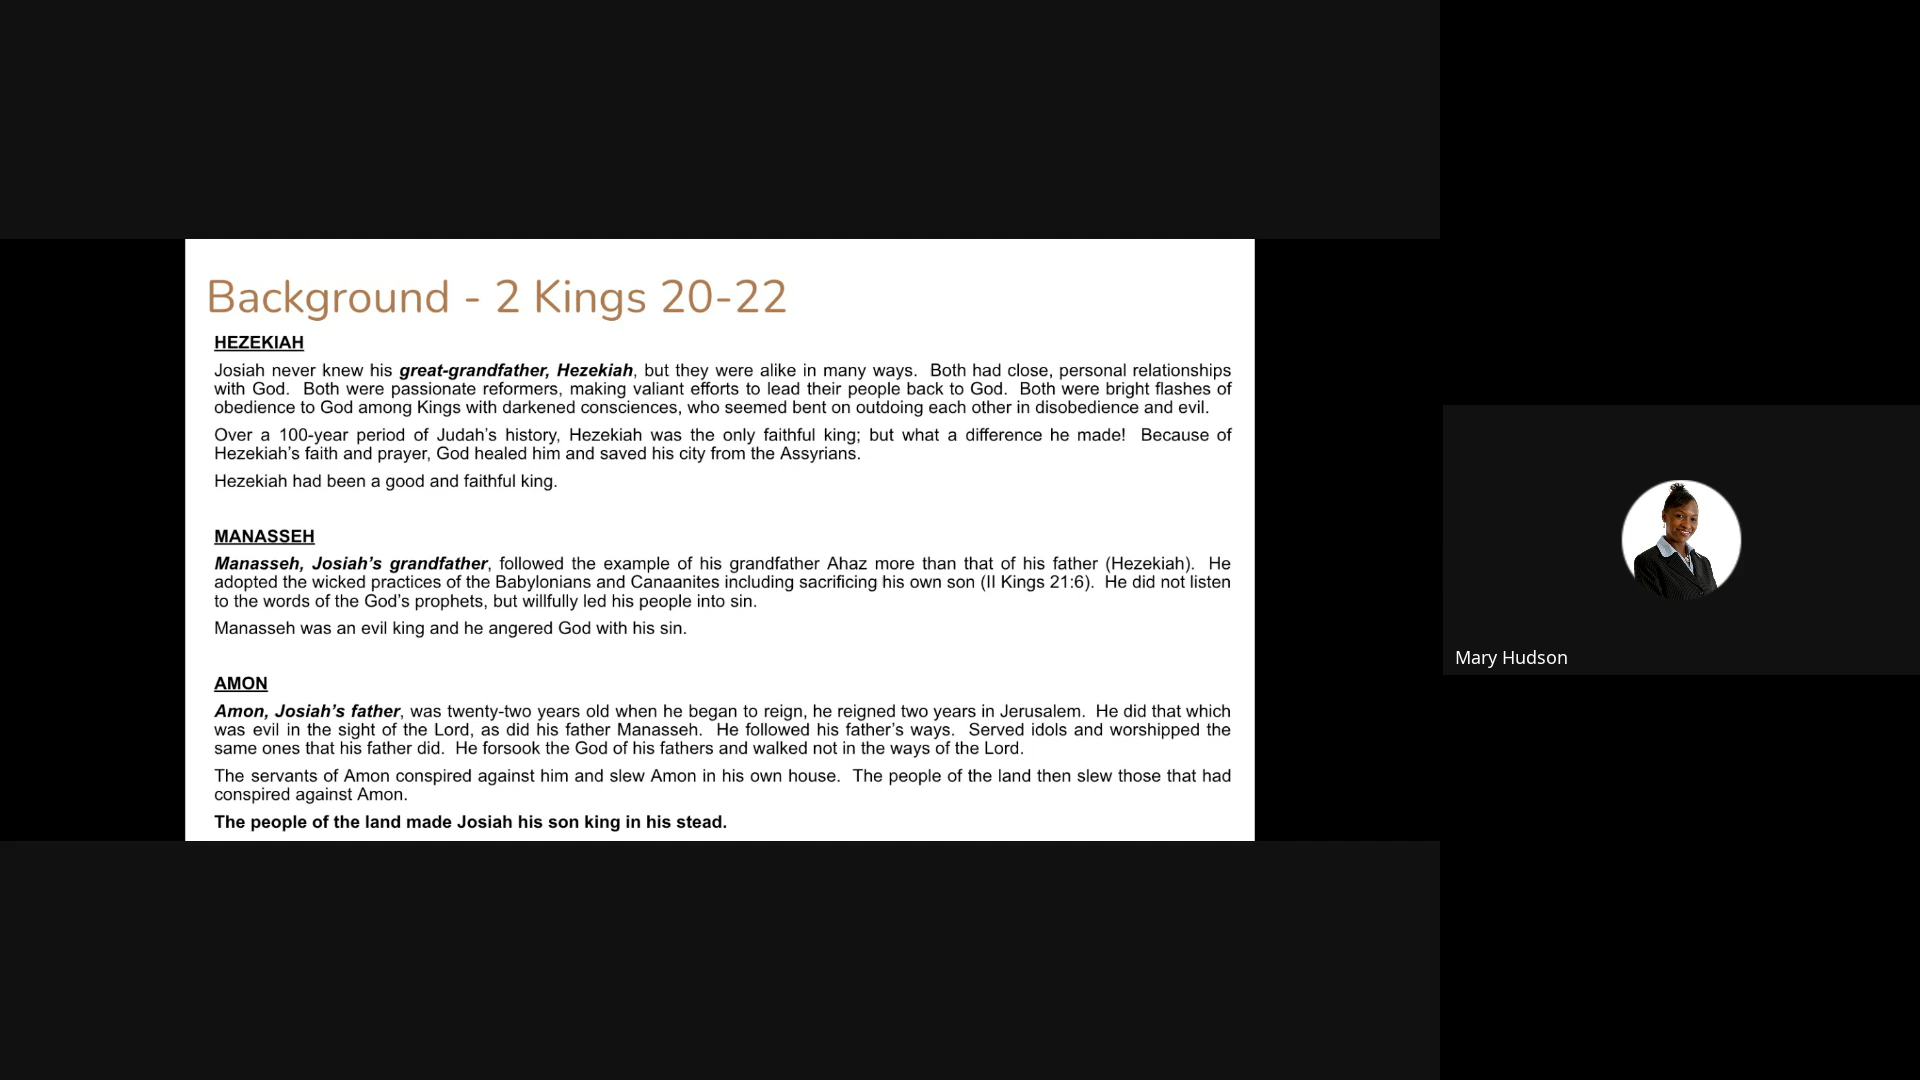 Background - 2 Kings 20-22
HEZEKIAH
Josiah never knew his great-grandfather, Hezekiah, but they were alike in many ways. Both had close, personal relationships
with God. Both were passionate reformers, making valiant efforts to lead their people back to God. Both were bright flashes of
obedience to God among Kings with darkened consciences, who seemed bent on outdoing each other in disobedience and evil.
Over a 100-year period of Judah’s history, Hezekiah was the only faithful king; but what a difference he made! Because of
Hezekiah’s faith and prayer, God healed him and saved his city from the Assyrians.
Hezekiah had been a good and faithful king.
MANASSEH
Manasseh, Josiah’s grandfather, followed the example of his grandfather Ahaz more than that of his father (Hezekiah). He
adopted the wicked practices of the Babylonians and Canaanites including sacrificing his own son (II Kings 21:6). He did not listen
to the words of the God’s prophets, but willfully led his people into sin.
Manasseh was an evil king and he angered God with his sin.
AMON
Amon, Josiah’s father, was twenty-two years old when he began to reign, he reigned two years in Jerusalem. He did that which
was evil in the sight of the Lord, as did his father Manasseh. He followed his father’s ways. Served idols and worshipped the
same ones that his father did. He forsook the God of his fathers and walked not in the ways of the Lord.
The servants of Amon conspired against him and slew Amon in his own house. The people of the land then slew those that had
conspired against Amon.
The people of the land made Josiah his son king in his stead.
Mary Hudson